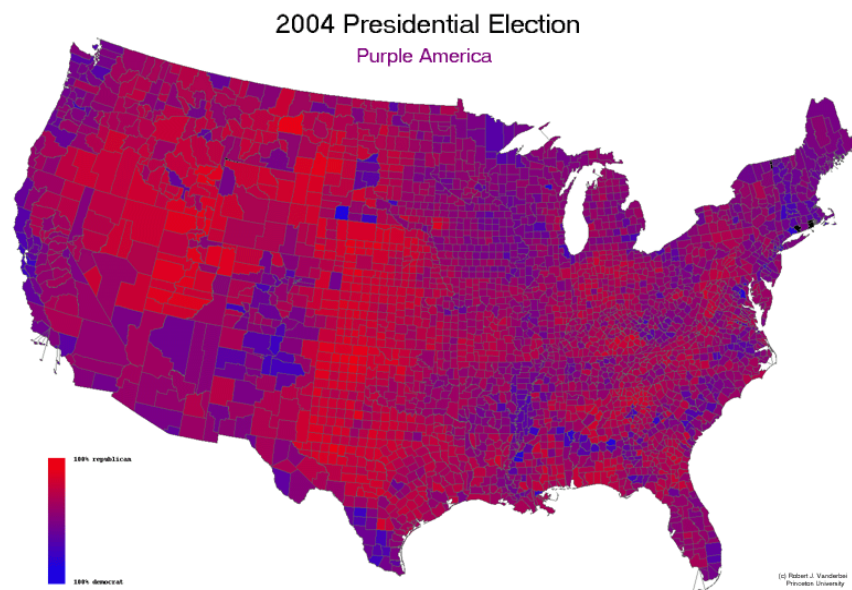 2004 Presidential Election
Purple America
100% republican
100% democrat
(c) Robert J. Vanderbei
Princeton University